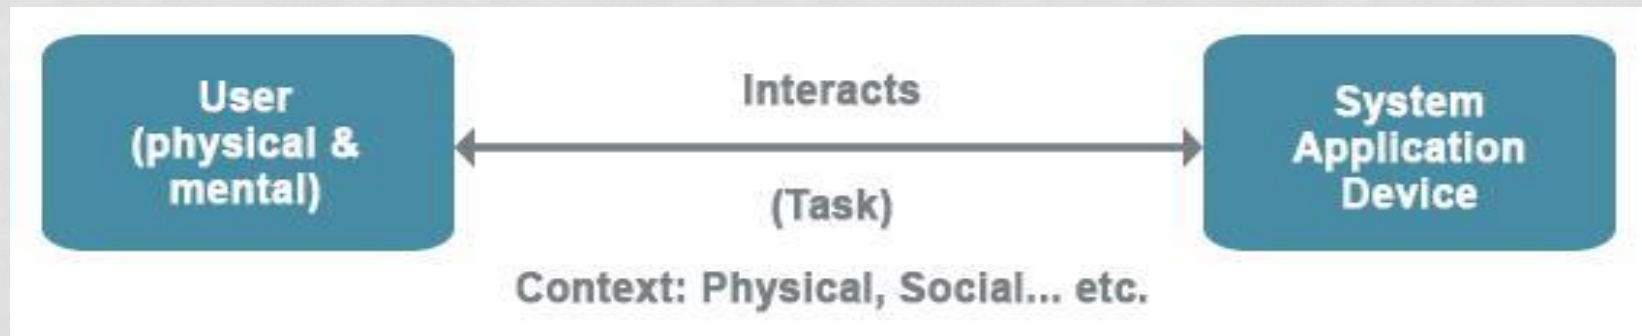 User
(physical &
mental)
Interacts
(Task)
Context: Physical, Social... etc.
System
Application
Device